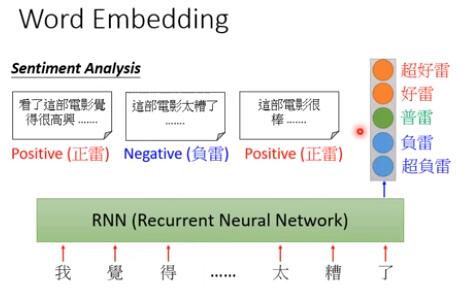 Word Embedding
Sentiment Analysis
看了這部電影覺
得很高興 .......
Positive (正雷)
這部電影太糟了
.......
Negative (負雷)
這部電影很
棒 .......
Positive (正雷)
超好雷
好雷
普雷
負雷
超負雷
RNN (Recurrent Neural Network)
我 覺 得 ...... 太 糟 了